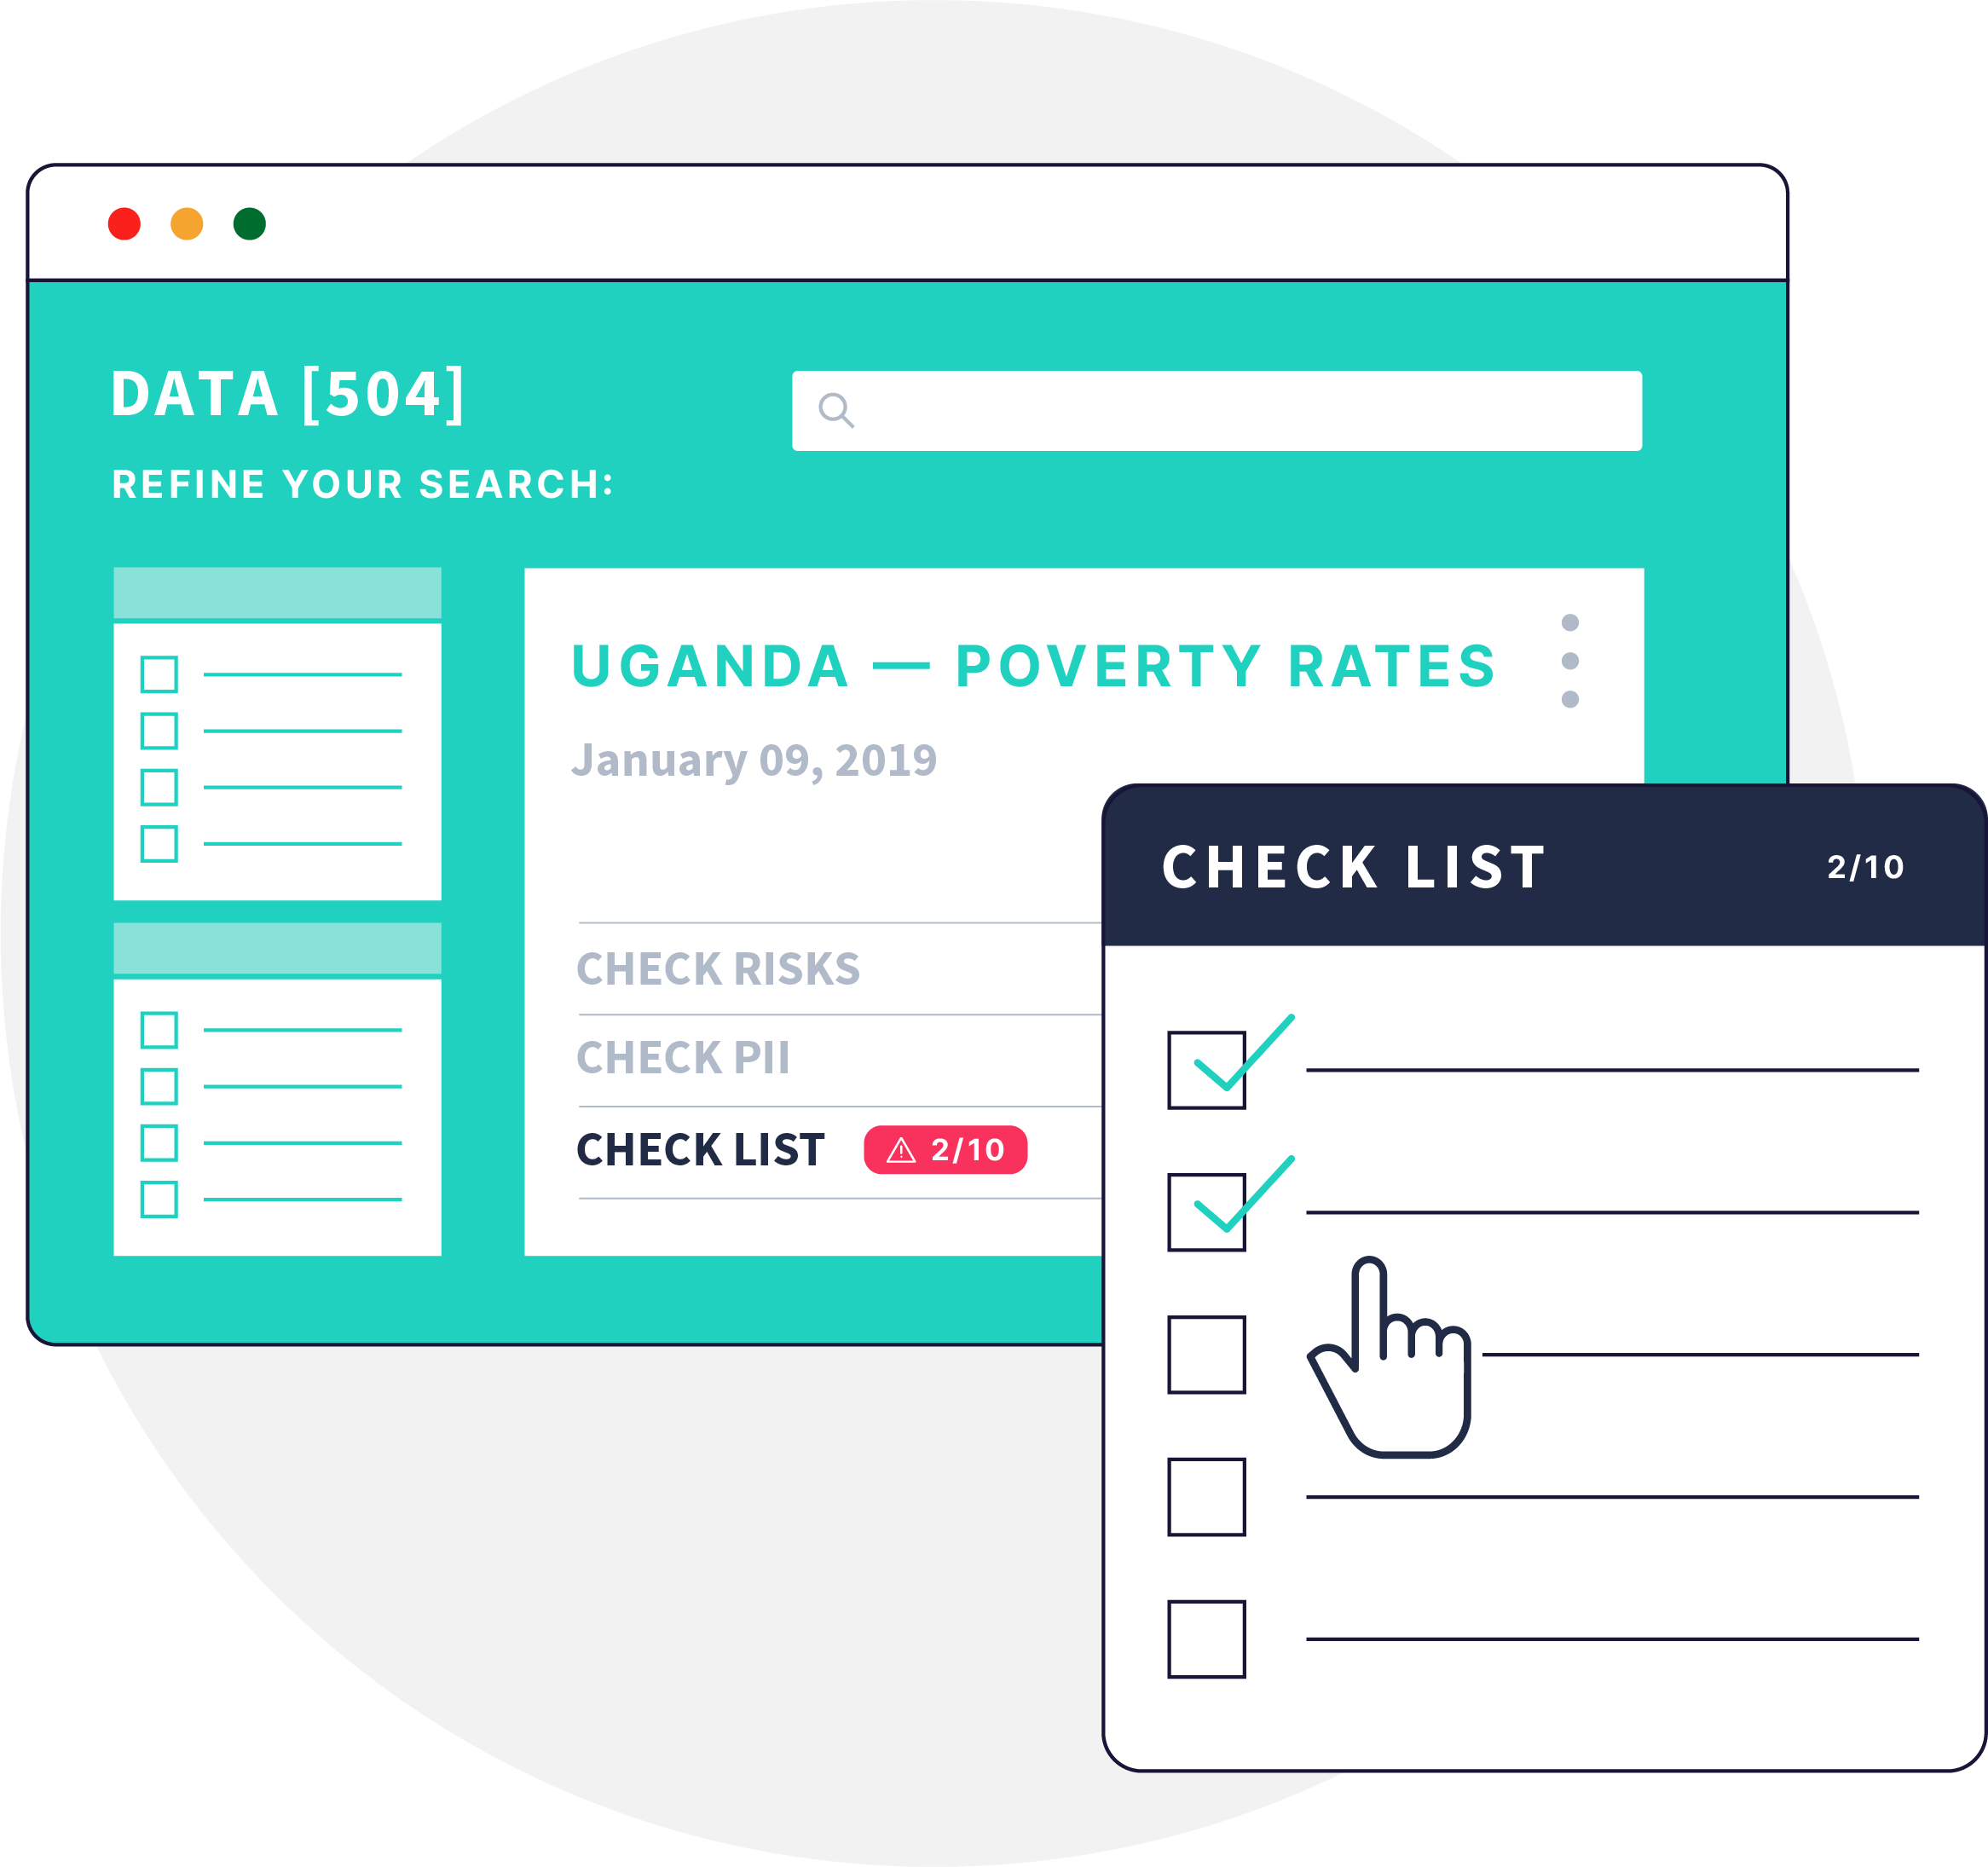 DATA [504]
REFINE YOUR SEARCH:
UGANDA — POVERTY RATES
January 09, 2019
CHECK RISKS
CHECK PII
CHECK LIST 2/10
CHECK LIST 2/10